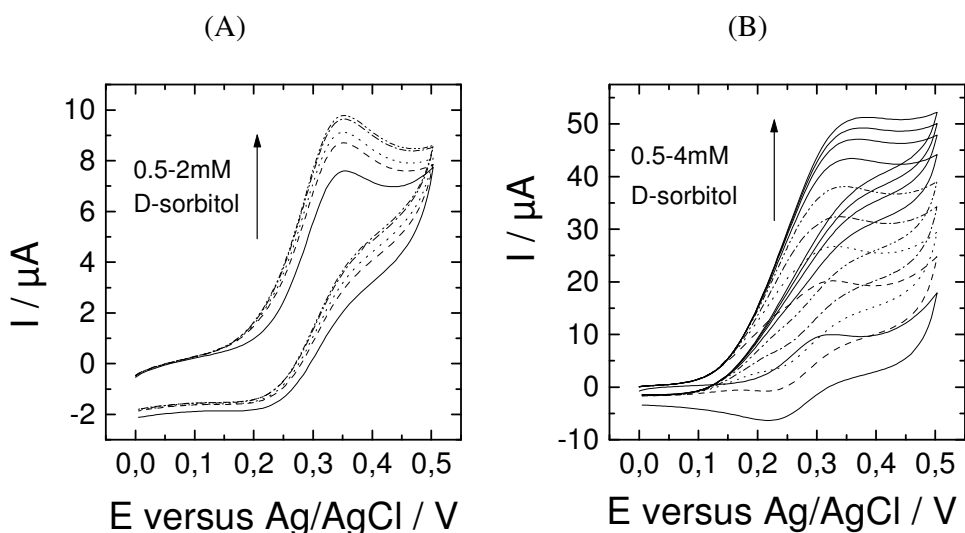 (A)
(B)
10
8
6
4
2
0
-2
I / µA
0.5-2mM
D-sorbitol
0,0 0,1 0,2 0,3 0,4 0,5
E versus Ag/AgCl / V
50
40
30
20
10
0
-10
I / µA
0.5-4mM
D-sorbitol
0,0 0,1 0,2 0,3 0,4 0,5
E versus Ag/AgCl / V